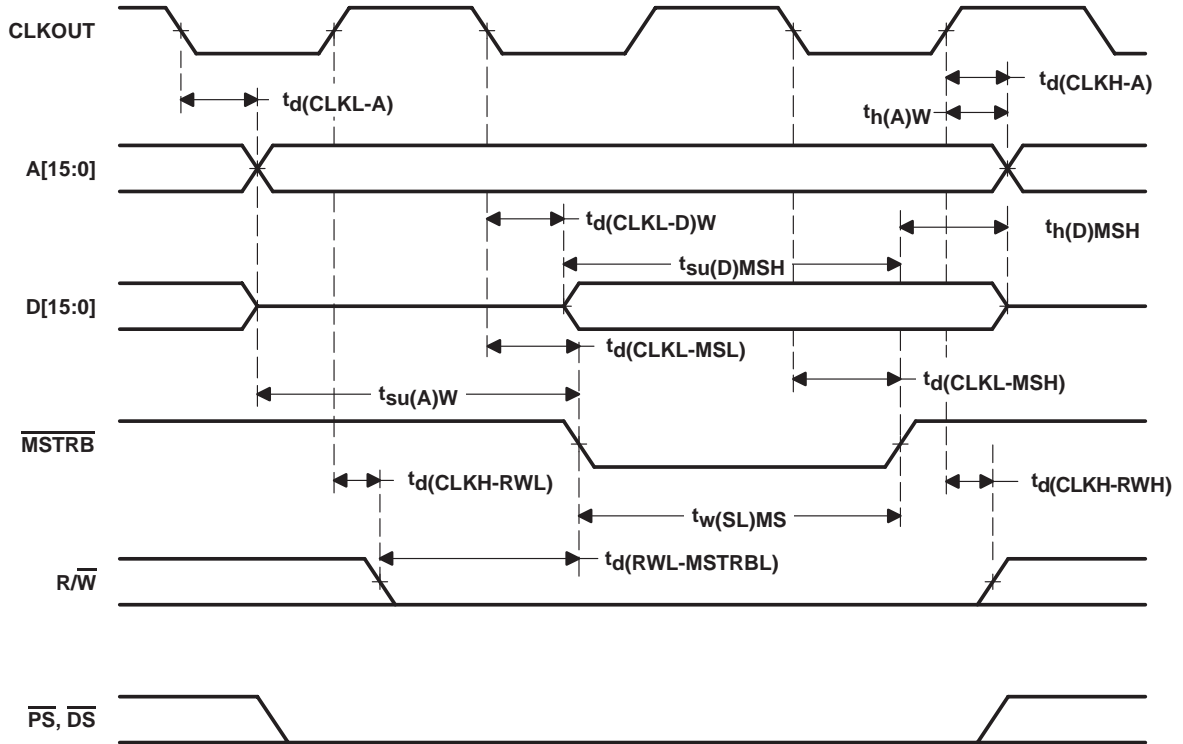 CLKOUT
td(CLKL-A)
td(CLKH-A)
th(A)W
A[15:0]
td(CLKL-D)W
th(D)MSH
tsu(D)MSH
D[15:0]
td(CLKL-MSL)
td(CLKL-MSH)
tsu(A)W
MSTRB
td(CLKH-RWL)
td(CLKH-RWH)
tw(SL)MS
td(RWL-MSTRBL)
R/W
PS, DS